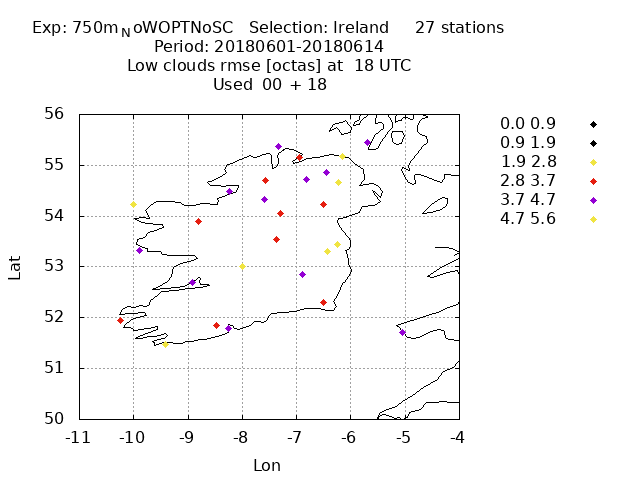 Exp: 750mNoWOPTNoSC   Selection: Ireland     27 stations
Period: 20180601-20180614
Low clouds rmse [octas] at  18 UTC
Used  00 + 18
56
55
54
53
52
51
50
-11 -10 -9 -8 -7 -6 -5 -4
Lat
Lon
0.0 0.9
0.9 1.9
1.9 2.8
2.8 3.7
3.7 4.7
4.7 5.6